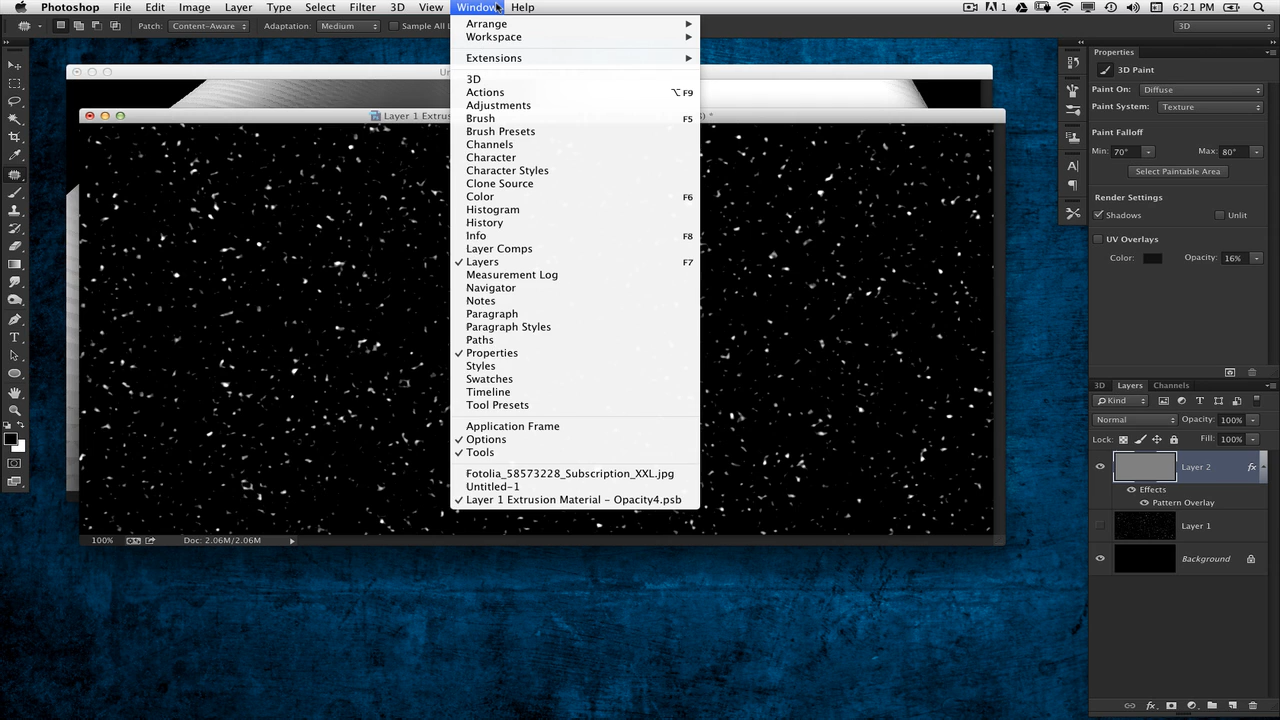 Photoshop File Edit Image Layer Type Select Filter 3D View Window Help 1 6:21 PM
Patch: Content-Aware Adaptation: Medium Sample All L 3D
Arrange
Workspace
Extensions
3D
Actions ⌥F9
Adjustments
Brush F5
Brush Presets
Channels
Character
Character Styles
Clone Source
Color F6
Histogram
History
Info F8
Layer Comps
✓ Layers F7
Measurement Log
Navigator
Notes
Paragraph
Paragraph Styles
Paths
✓ Properties
Styles
Swatches
Timeline
Tool Presets
Application Frame
✓ Options
✓ Tools
Fotolia_58573228_Subscription_XXL.jpg
Untitled-1
✓ Layer 1 Extrusion Material - Opacity4.psb
Un
Layer 1 Extrus
) *
100% Doc: 2.06M/2.06M
Properties
3D Paint
Paint On: Diffuse
Paint System: Texture
Paint Falloff
Min: 70° Max: 80°
Select Paintable Area
Render Settings
Shadows Unlit
UV Overlays
Color: Opacity: 16%
3D Layers Channels
Kind
Normal Opacity: 100%
Lock: Fill: 100%
Layer 2 fx
Effects
Pattern Overlay
Layer 1
Background
fx